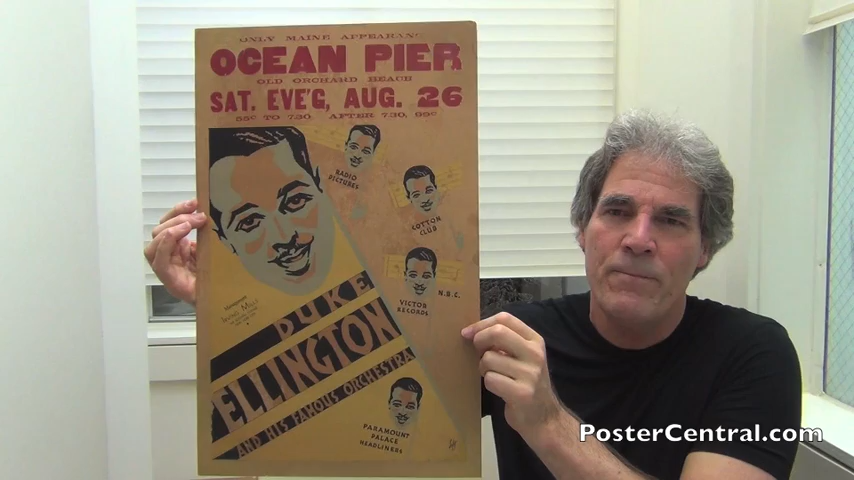 ONLY MAINE APPEARANC
OCEAN PIER
OLD ORCHARD BEACH
SAT. EVE'G, AUG. 26
55¢ TO 7.30 AFTER 7.30, 99¢
RADIO
PICTURES
COTTON
CLUB
VICTOR
RECORDS
N.B.C.
DUKE
ELLINGTON
AND HIS FAMOUS ORCHESTRA
PARAMOUNT
PALACE
HEADLINERS
PosterCentral.com